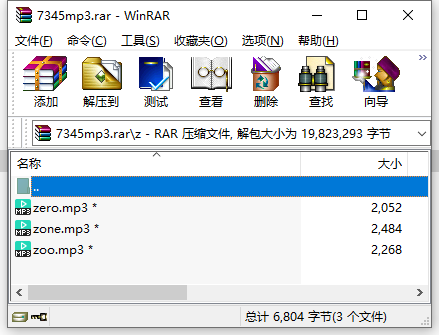 7345mp3.rar - WinRAR
文件(F) 命令(C) 工具(S) 收藏夹(O) 选项(N) 帮助(H)
添加 解压到 测试 查看 删除 查找 向导
7345mp3.rar\z - RAR 压缩文件, 解包大小为 19,823,293 字节
名称 大小
..
MP3 zero.mp3 * 2,052
MP3 zone.mp3 * 2,484
MP3 zoo.mp3 * 2,268
总计 6,804 字节(3 个文件)